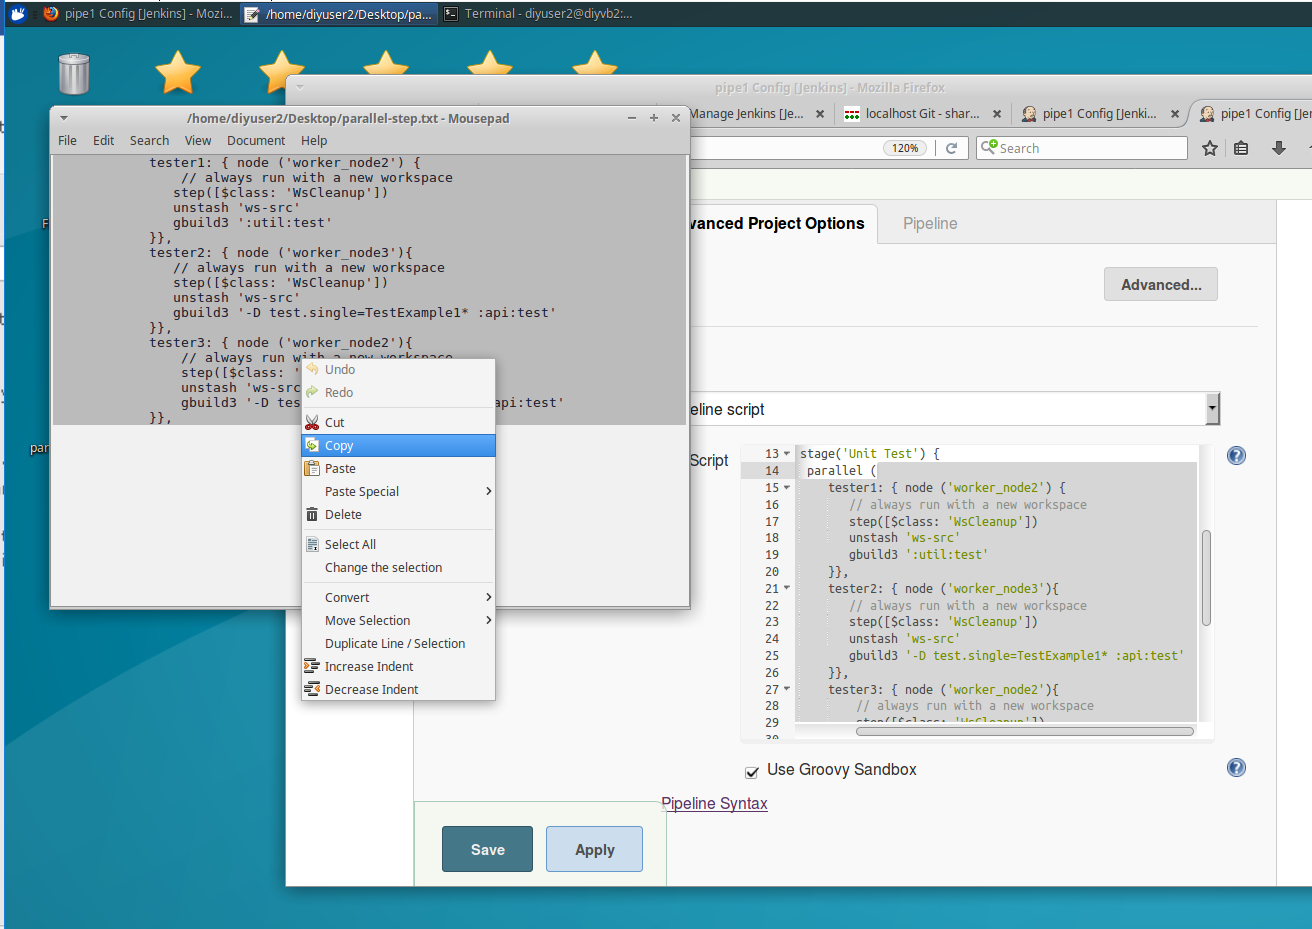 pipe1 Config [Jenkins] - Mozi...
/home/diyuser2/Desktop/pa...
Terminal - diyuser2@diyvb2:...
pipe1 Config [Jenkins] - Mozilla Firefox
Manage Jenkins [Je...
localhost Git - shar...
pipe1 Config [Jenki...
pipe1 Config [Jen
120%
Search
/home/diyuser2/Desktop/parallel-step.txt - Mousepad
File Edit Search View Document Help
tester1: { node ('worker_node2') {
// always run with a new workspace
step([$class: 'WsCleanup'])
unstash 'ws-src'
gbuild3 ':util:test'
}},
tester2: { node ('worker_node3'){
// always run with a new workspace
step([$class: 'WsCleanup'])
unstash 'ws-src'
gbuild3 '-D test.single=TestExample1* :api:test'
}},
tester3: { node ('worker_node2'){
// always run with a new workspace
step([$class: '
unstash 'ws-src
gbuild3 '-D tes
api:test'
}},
Undo
Redo
Cut
Copy
Paste
Paste Special
Delete
Select All
Change the selection
Convert
Move Selection
Duplicate Line / Selection
Increase Indent
Decrease Indent
F
par
vanced Project Options
Pipeline
Advanced...
eline script
Script
13 stage('Unit Test') {
14 parallel (
15 tester1: { node ('worker_node2') {
16 // always run with a new workspace
17 step([$class: 'WsCleanup'])
18 unstash 'ws-src'
19 gbuild3 ':util:test'
20 }},
21 tester2: { node ('worker_node3'){
22 // always run with a new workspace
23 step([$class: 'WsCleanup'])
24 unstash 'ws-src'
25 gbuild3 '-D test.single=TestExample1* :api:test'
26 }},
27 tester3: { node ('worker_node2'){
28 // always run with a new workspace
29 step([$class: 'WsCleanup'])
30
Use Groovy Sandbox
Pipeline Syntax
Save
Apply